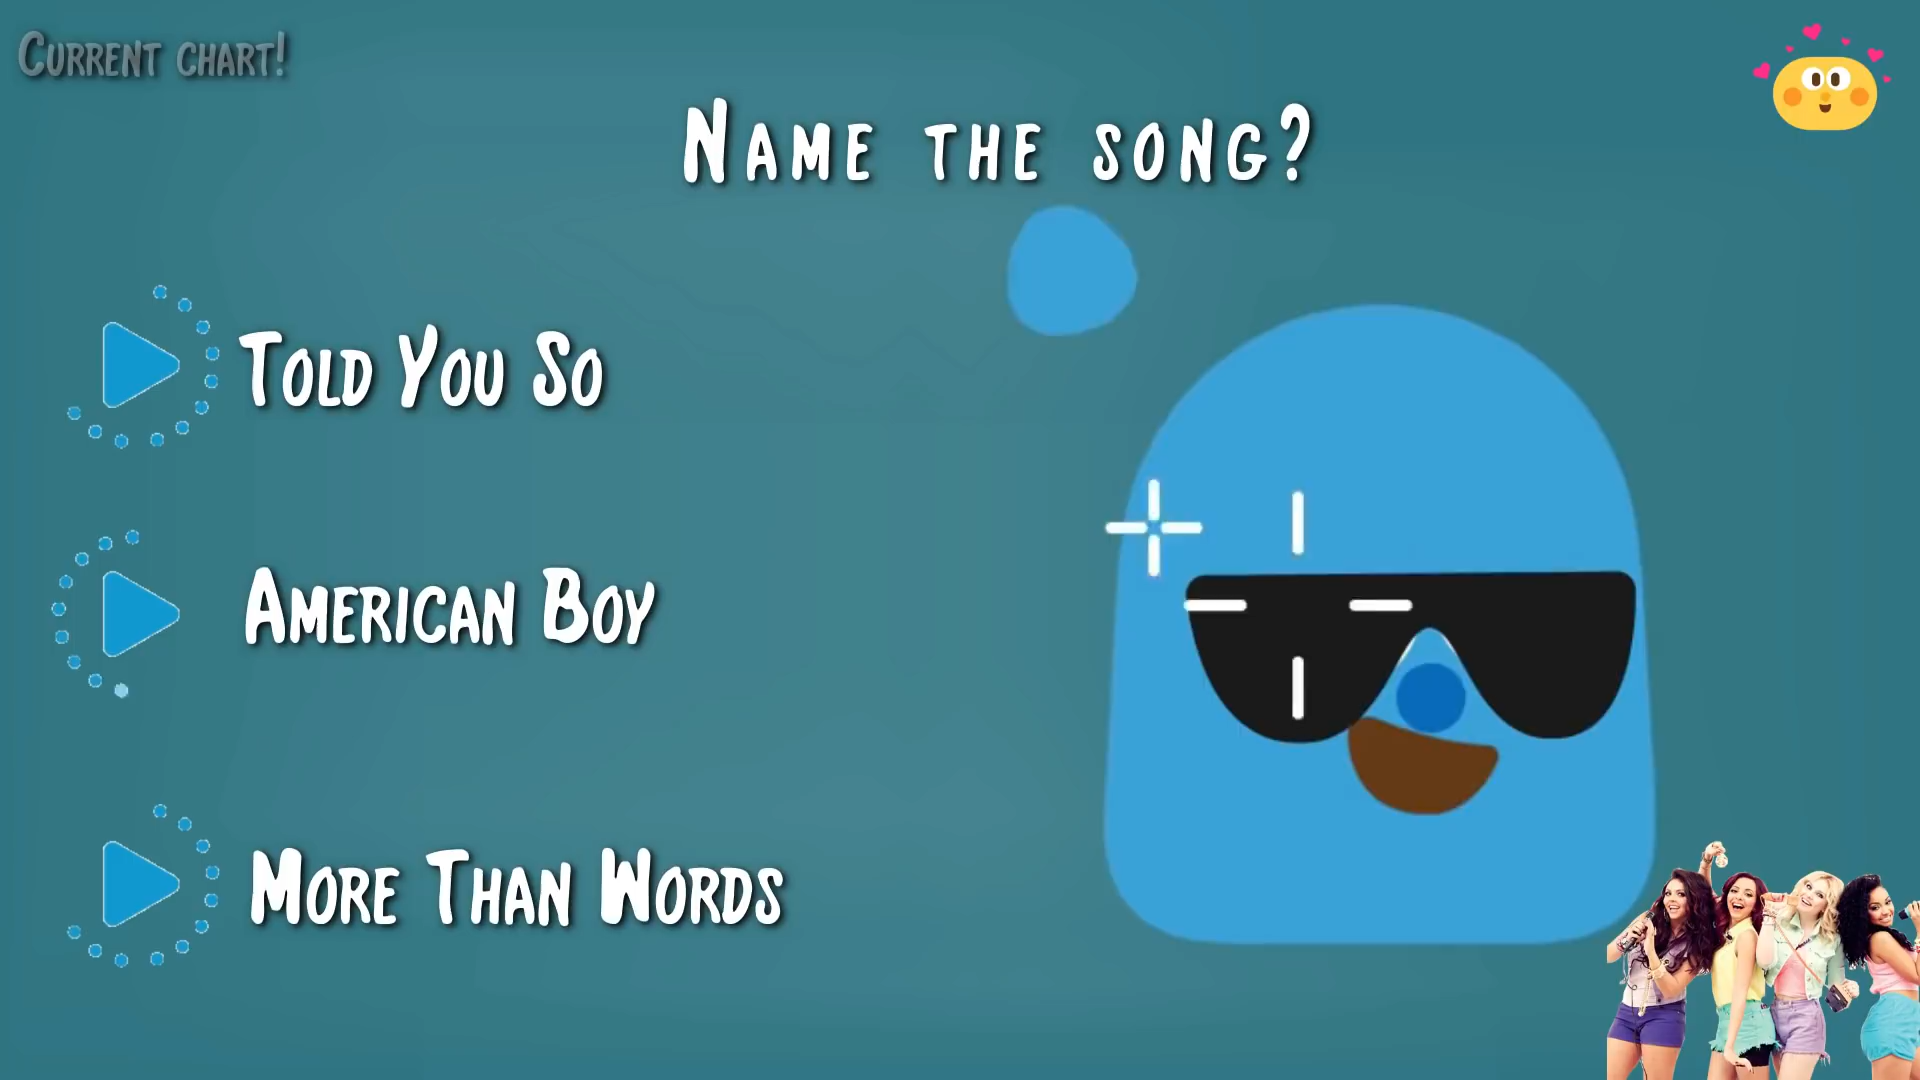 Current chart!
Name the song?
Told You So
American Boy
More Than Words